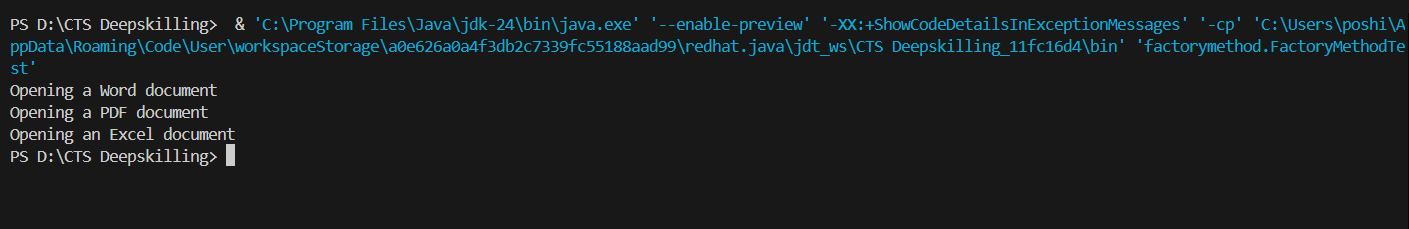 PS D:\CTS Deepskilling>  & 'C:\Program Files\Java\jdk-24\bin\java.exe' '--enable-preview' '-XX:+ShowCodeDetailsInExceptionMessages' '-cp' 'C:\Users\poshi\A
ppData\Roaming\Code\User\workspaceStorage\a0e626a0a4f3db2c7339fc55188aad99\redhat.java\jdt_ws\CTS Deepskilling_11fc16d4\bin' 'factorymethod.FactoryMethodTe
st'
Opening a Word document
Opening a PDF document
Opening an Excel document
PS D:\CTS Deepskilling>